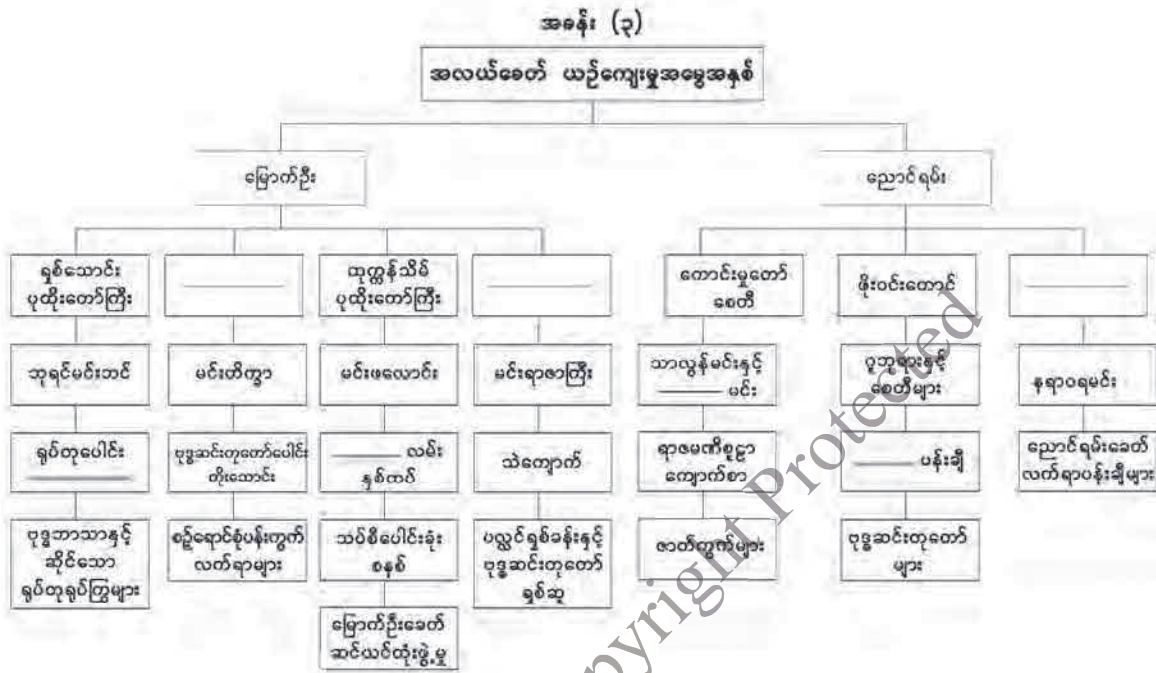 အခန်း (၃)
အလယ်ခေတ် ယဉ်ကျေးမှုအမွေအနှစ်
မြောက်ဦး
ညောင်ရမ်း
ရှစ်သောင်း
ပုထိုးတော်ကြီး
ထုက္ကန်သိမ်
ပုထိုးတော်ကြီး
ကောင်းမှုတော်
စေတီ
ဖိုးဝင်းတောင်
ဘုရင်မင်းဘင်
မင်းတိက္ခာ
မင်းဖလောင်း
မင်းရာဇာကြီး
သာလွန်မင်းနှင့်
မင်း
ဂူဘုရားနှင့်
စေတီများ
နရာဝရမင်း
ရုပ်တုပေါင်း
ဗုဒ္ဓဆင်းတုတော်ပေါင်း
ကိုးသောင်း
လမ်း
နှစ်ထပ်
သဲကျောက်
ရာဇမဏိစူဠာ
ကျောက်စာ
ပန်းချီ
ညောင်ရမ်းခေတ်
လက်ရာပန်းချီများ
ဗုဒ္ဓဘာသာနှင့်
ဆိုင်သော
ရုပ်တုရုပ်ကြွများ
စဉ့်ရောင်စုံပန်းကွက်
လက်ရာများ
သပ်စီပေါင်းခုံး
စနစ်
ပလ္လင်ရှစ်ခန်းနှင့်
ဗုဒ္ဓဆင်းတုတော်
ရှစ်ဆူ
ဇာတ်ကွက်များ
ဗုဒ္ဓဆင်းတုတော်
များ
မြောက်ဦးခေတ်
ဆင်ယင်ထုံးဖွဲ့မှု
Copyright Protected